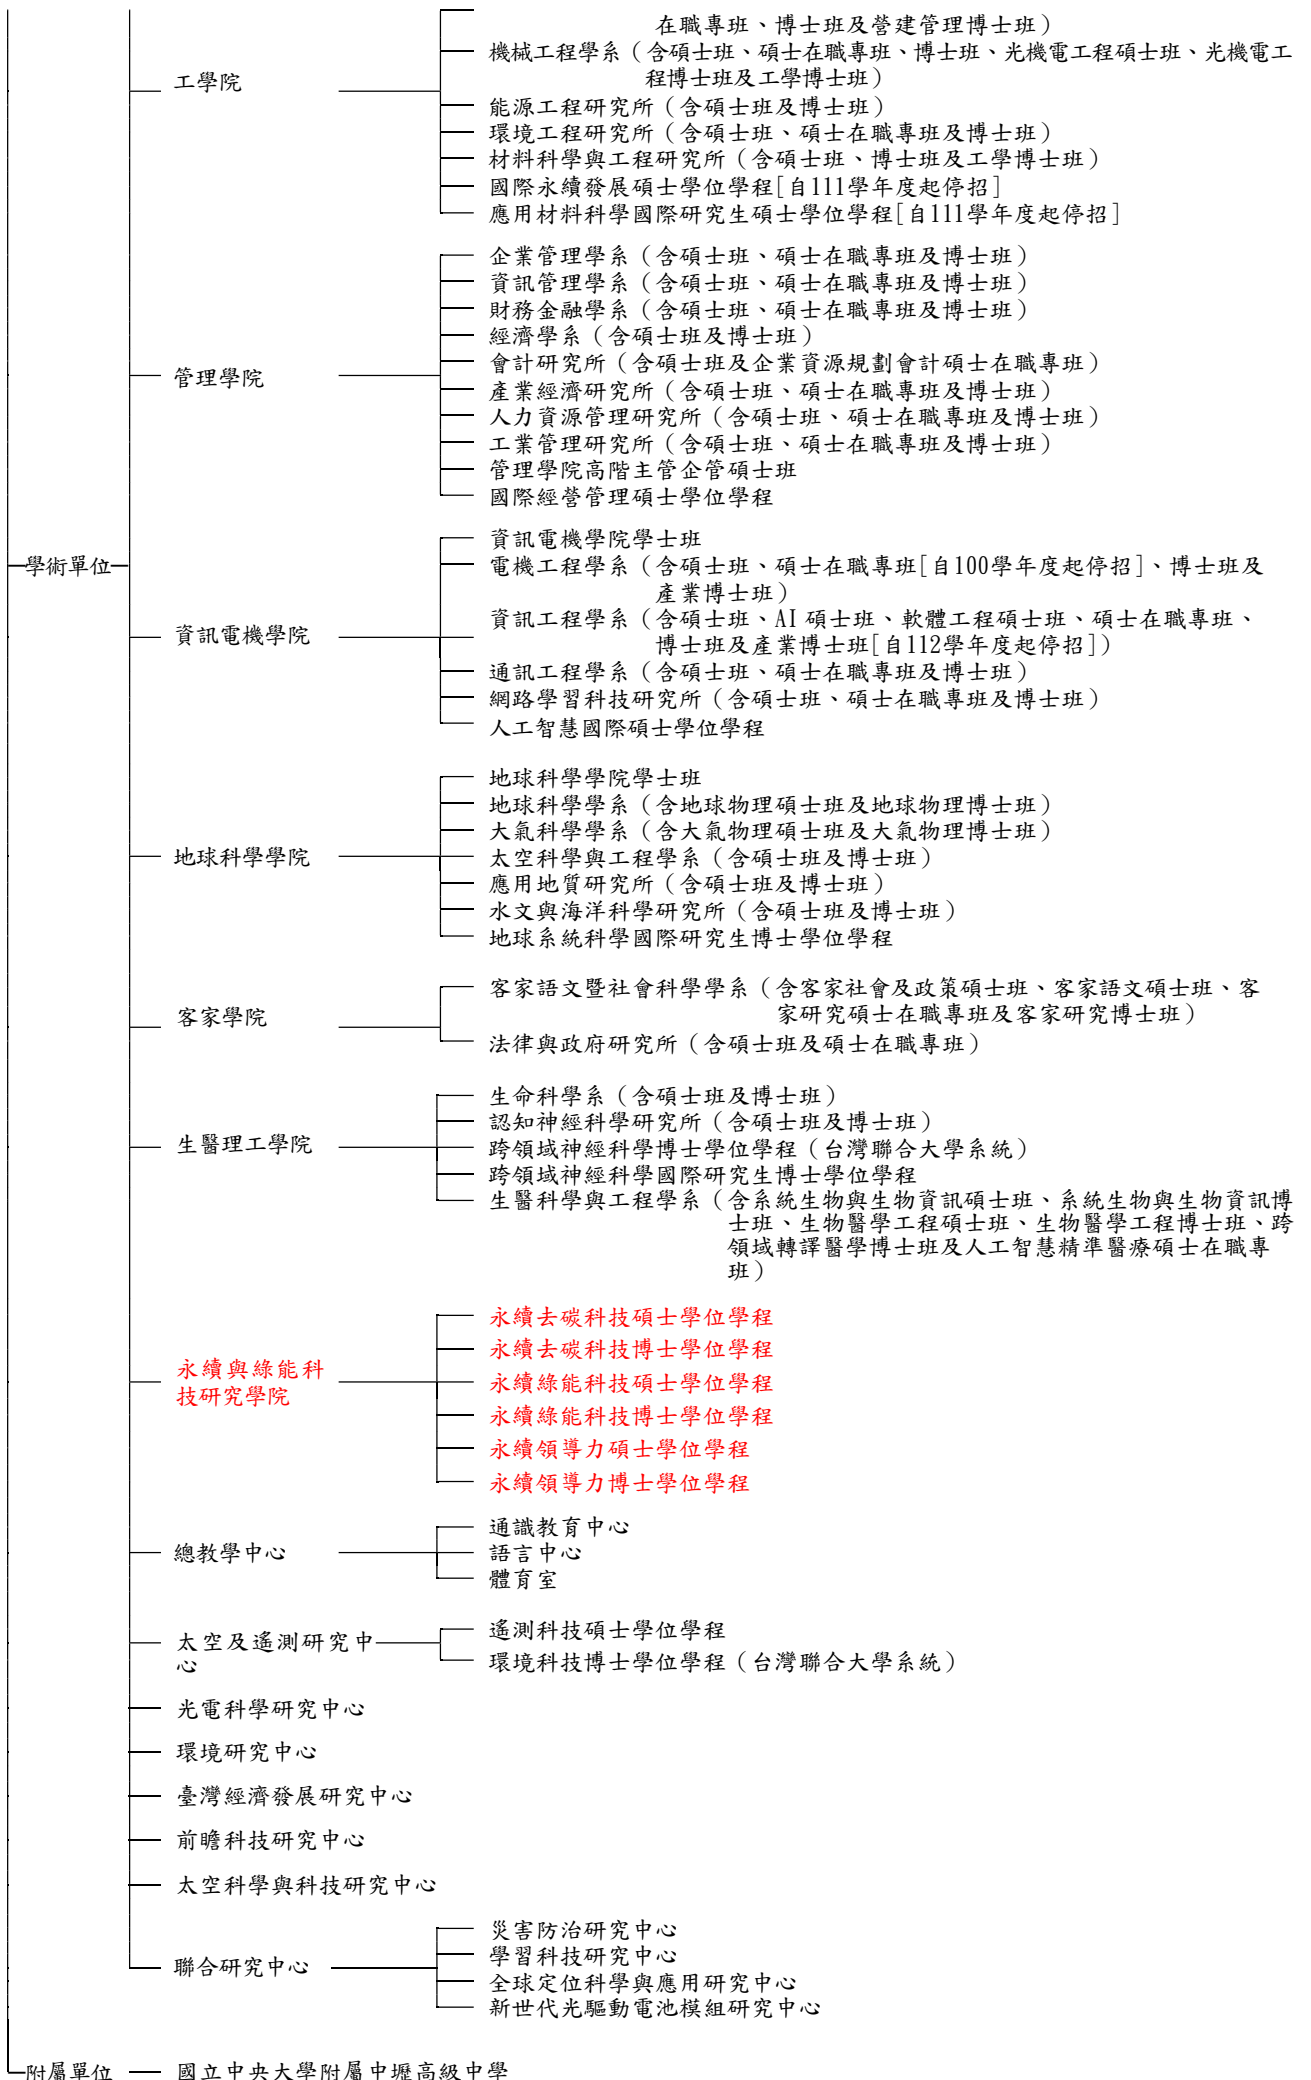 在職專班、博士班及營建管理博士班）
機械工程學系（含碩士班、碩士在職專班、博士班、光機電工程碩士班、光機電工
程博士班及工學博士班）
工學院
能源工程研究所（含碩士班及博士班）
環境工程研究所（含碩士班、碩士在職專班及博士班）
材料科學與工程研究所（含碩士班、博士班及工學博士班）
國際永續發展碩士學位學程[自111學年度起停招]
應用材料科學國際研究生碩士學位學程[自111學年度起停招]
企業管理學系（含碩士班、碩士在職專班及博士班）
資訊管理學系（含碩士班、碩士在職專班及博士班）
財務金融學系（含碩士班、碩士在職專班及博士班）
經濟學系（含碩士班及博士班）
會計研究所（含碩士班及企業資源規劃會計碩士在職專班）
管理學院
產業經濟研究所（含碩士班、碩士在職專班及博士班）
人力資源管理研究所（含碩士班、碩士在職專班及博士班）
工業管理研究所（含碩士班、碩士在職專班及博士班）
管理學院高階主管企管碩士班
國際經營管理碩士學位學程
資訊電機學院學士班
學術單位
電機工程學系（含碩士班、碩士在職專班[自100學年度起停招]、博士班及
產業博士班）
資訊工程學系（含碩士班、AI 碩士班、軟體工程碩士班、碩士在職專班、
資訊電機學院
博士班及產業博士班[自112學年度起停招]）
通訊工程學系（含碩士班、碩士在職專班及博士班）
網路學習科技研究所（含碩士班、碩士在職專班及博士班）
人工智慧國際碩士學位學程
地球科學學院學士班
地球科學學系（含地球物理碩士班及地球物理博士班）
大氣科學學系（含大氣物理碩士班及大氣物理博士班）
地球科學學院
太空科學與工程學系（含碩士班及博士班）
應用地質研究所（含碩士班及博士班）
水文與海洋科學研究所（含碩士班及博士班）
地球系統科學國際研究生博士學位學程
客家語文暨社會科學學系（含客家社會及政策碩士班、客家語文碩士班、客
家研究碩士在職專班及客家研究博士班）
客家學院
法律與政府研究所（含碩士班及碩士在職專班）
生命科學系（含碩士班及博士班）
認知神經科學研究所（含碩士班及博士班）
生醫理工學院
跨領域神經科學博士學位學程（台灣聯合大學系統）
跨領域神經科學國際研究生博士學位學程
生醫科學與工程學系（含系統生物與生物資訊碩士班、系統生物與生物資訊博
士班、生物醫學工程碩士班、生物醫學工程博士班、跨
領域轉譯醫學博士班及人工智慧精準醫療碩士在職專
班）
永續去碳科技碩士學位學程
永續去碳科技博士學位學程
永續與綠能科
技研究學院
永續綠能科技碩士學位學程
永續綠能科技博士學位學程
永續領導力碩士學位學程
永續領導力博士學位學程
通識教育中心
總教學中心
語言中心
體育室
太空及遙測研究中
心
遙測科技碩士學位學程
環境科技博士學位學程（台灣聯合大學系統）
光電科學研究中心
環境研究中心
臺灣經濟發展研究中心
前瞻科技研究中心
太空科學與科技研究中心
災害防治研究中心
學習科技研究中心
聯合研究中心
全球定位科學與應用研究中心
新世代光驅動電池模組研究中心
附屬單位
國立中央大學附屬中壢高級中學